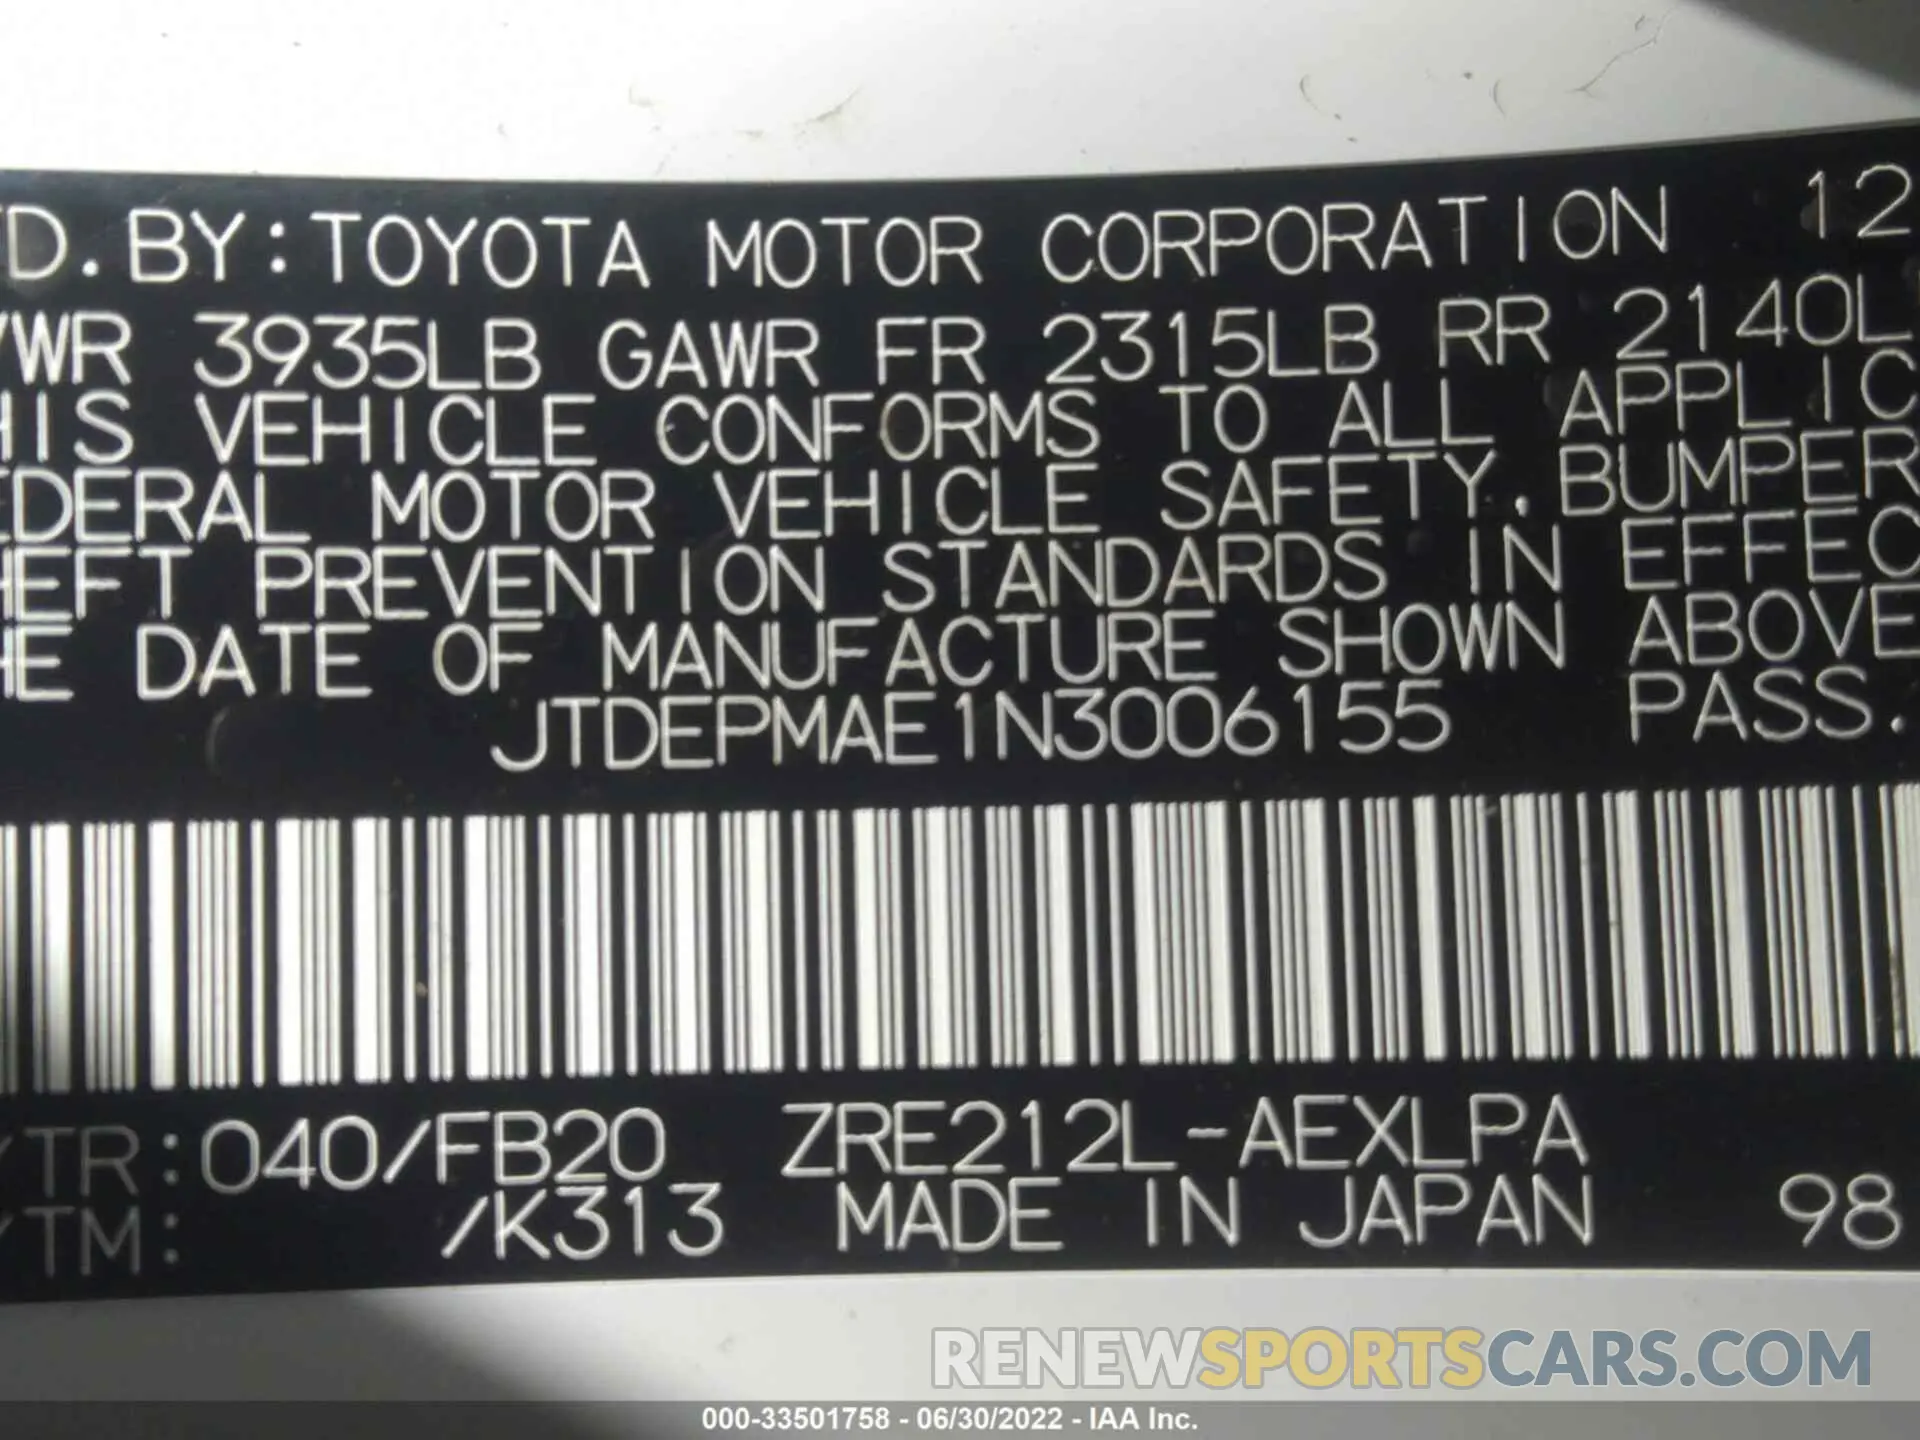 D. BY: TOYOTA MOTOR CORPORATION 12
WR 3935LB GAWR FR 2315LB RR 2140L
HIS VEHICLE CONFORMS TO ALL APPLIC
EDERAL MOTOR VEHICLE SAFETY. BUMPER
HEFT PREVENTION STANDARDS IN EFFEC
HE DATE OF MANUFACTURE SHOWN ABOVE
JTDEPMAE1N3006155 PASS.
/TR: 040/FB20 ZRE212L-AEXLPA
/TM: /K313 MADE IN JAPAN 98
RENEWSPORTSCARS.COM
000-33501758 - 06/30/2022 - IAA Inc.